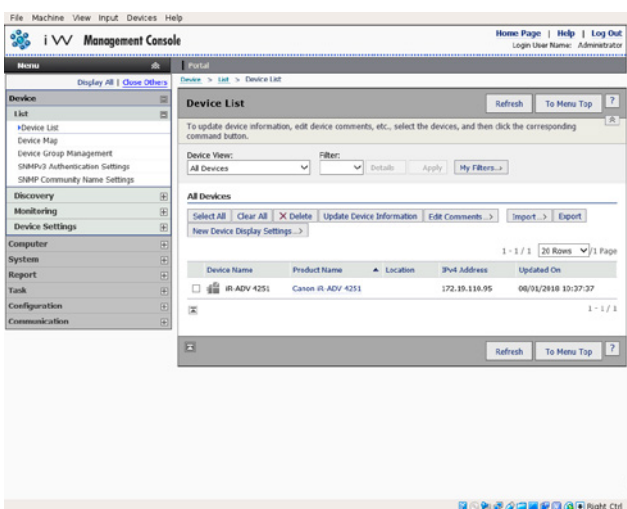 File Machine View Input Devices Help
iW Management Console
Home Page | Help | Log Out
Login User Name: Administrator
Menu
Portal
Display All | Close Others
Device > List > Device List
Device
List
Device List
Device Map
Device Group Management
SNMPv3 Authentication Settings
SNMP Community Name Settings
Discovery
Monitoring
Device Settings
Computer
System
Report
Task
Configuration
Communication
Device List
Refresh To Menu Top ?
To update device information, edit device comments, etc., select the devices, and then click the corresponding
command button.
Device View: Filter:
All Devices Details Apply My Filters...>
All Devices
Select All Clear All X Delete Update Device Information Edit Comments...> Import...> Export
New Device Display Settings...>
1 - 1 / 1 20 Rows 1/1 Page
Device Name Product Name Location IPv4 Address Updated On
iR-ADV 4251 Canon iR-ADV 4251 172.19.110.95 08/01/2018 10:37:37
1 - 1 / 1
Refresh To Menu Top ?
Right Ctrl